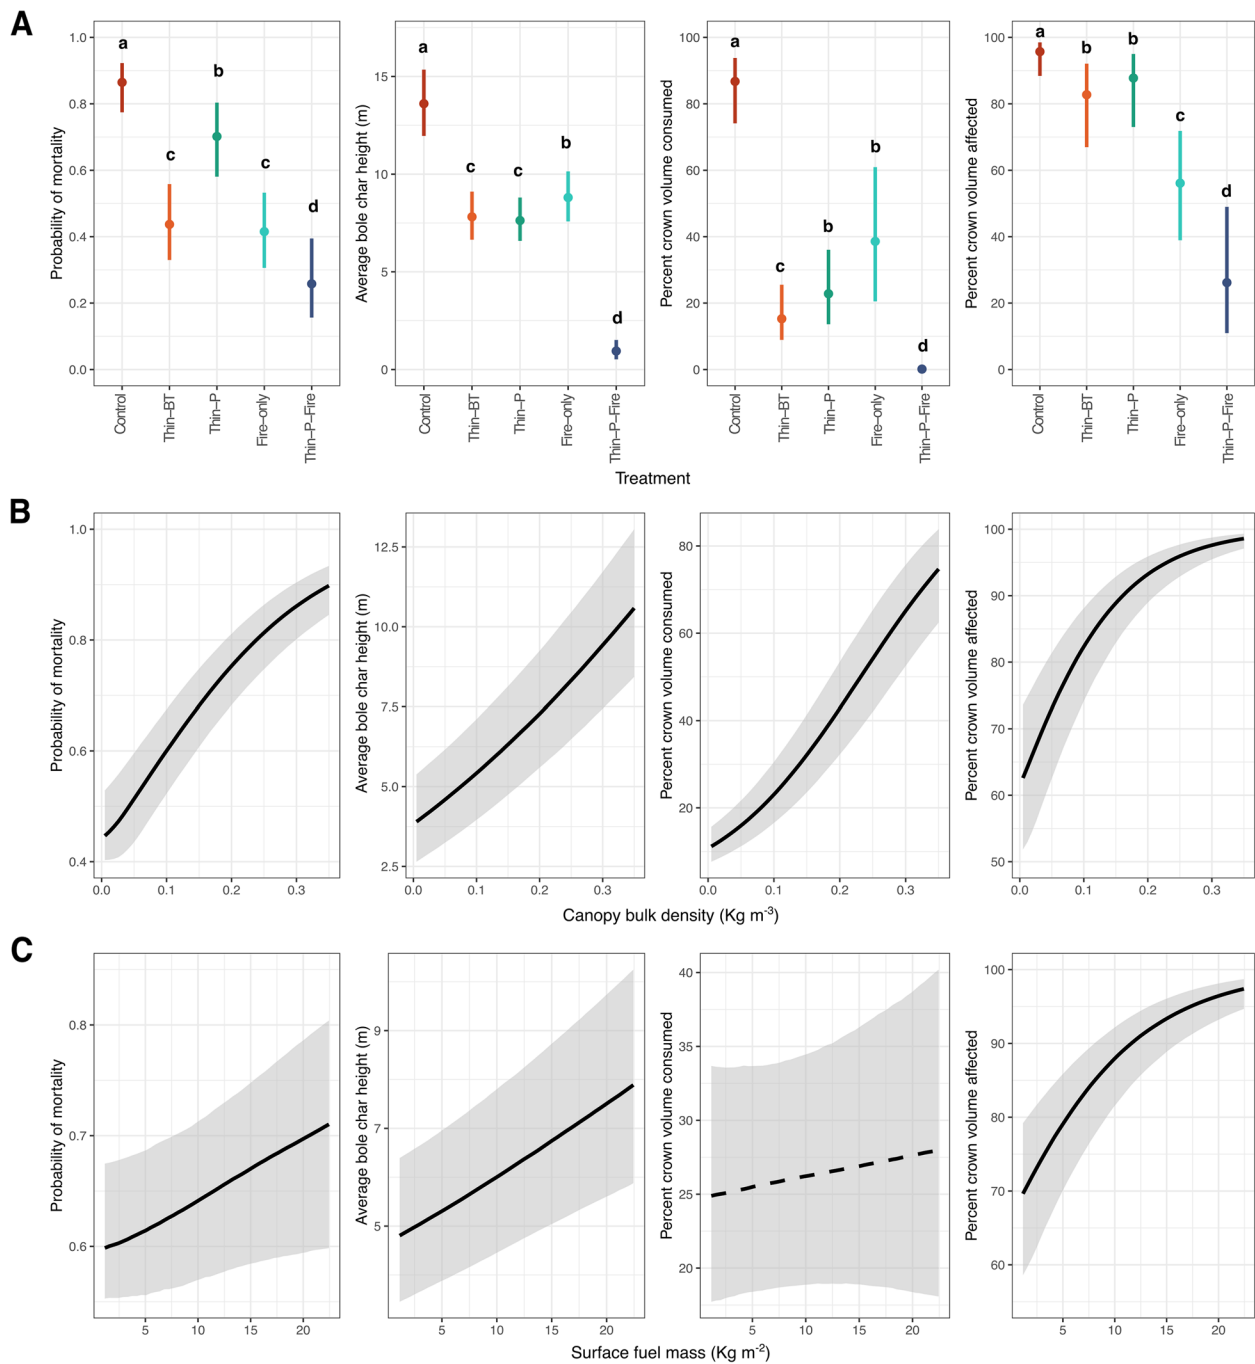 A
Probability of mortality
1.0
0.8
0.6
0.4
0.2
0.0
a
c
b
c
d
Control
Thin–BT
Thin–P
Fire–only
Thin–P–Fire
Average bole char height (m)
15
10
5
0
a
c
c
b
d
Control
Thin–BT
Thin–P
Fire–only
Thin–P–Fire
Percent crown volume consumed
100
80
60
40
20
0
a
c
b
b
d
Control
Thin–BT
Thin–P
Fire–only
Thin–P–Fire
Percent crown volume affected
100
80
60
40
20
0
a
b
b
c
d
Control
Thin–BT
Thin–P
Fire–only
Thin–P–Fire
Treatment
B
Probability of mortality
1.0
0.8
0.6
0.4
0.0 0.1 0.2 0.3
Average bole char height (m)
12.5
10.0
7.5
5.0
2.5
0.0 0.1 0.2 0.3
Percent crown volume consumed
80
60
40
20
0.0 0.1 0.2 0.3
Percent crown volume affected
100
90
80
70
60
50
0.0 0.1 0.2 0.3
Canopy bulk density (Kg m⁻³)
C
Probability of mortality
0.8
0.7
0.6
5 10 15 20
Average bole char height (m)
9
7
5
5 10 15 20
Percent crown volume consumed
40
35
30
25
20
5 10 15 20
Percent crown volume affected
100
90
80
70
60
5 10 15 20
Surface fuel mass (Kg m⁻²)